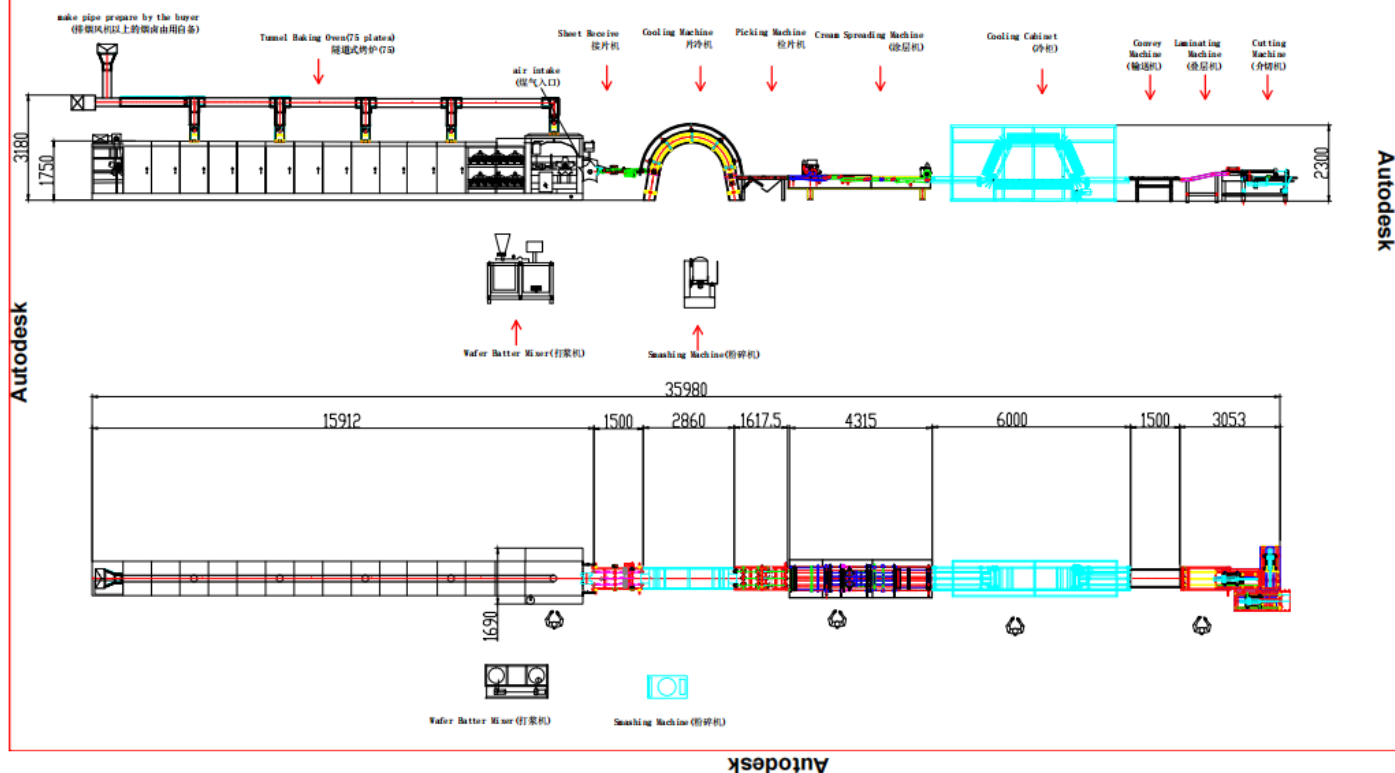 make pipe prepare by the buyer
(排烟风机以上的烟卤由用自备)
Tunnel Baking Oven(75 plates)
隧道式烤炉(75)
Sheet Receive
接片机
Cooling Machine
片冷机
Picking Machine
检片机
Cream Spreading Machine
(涂层机)
Cooling Cabinet
(冷柜)
Convey
Machine
(输送机)
Laminating
Machine
(叠层机)
Cutting
Machine
(介切机)
air intake
(煤气入口)
3180
1750
2300
Autodesk
Autodesk
Wafer Batter Mixer(打浆机)
Smashing Machine(粉碎机)
35980
15912
1500
2860
1617.5
4315
6000
1500
3053
1690
Wafer Batter Mixer(打浆机)
Smashing Machine(粉碎机)
Autodesk